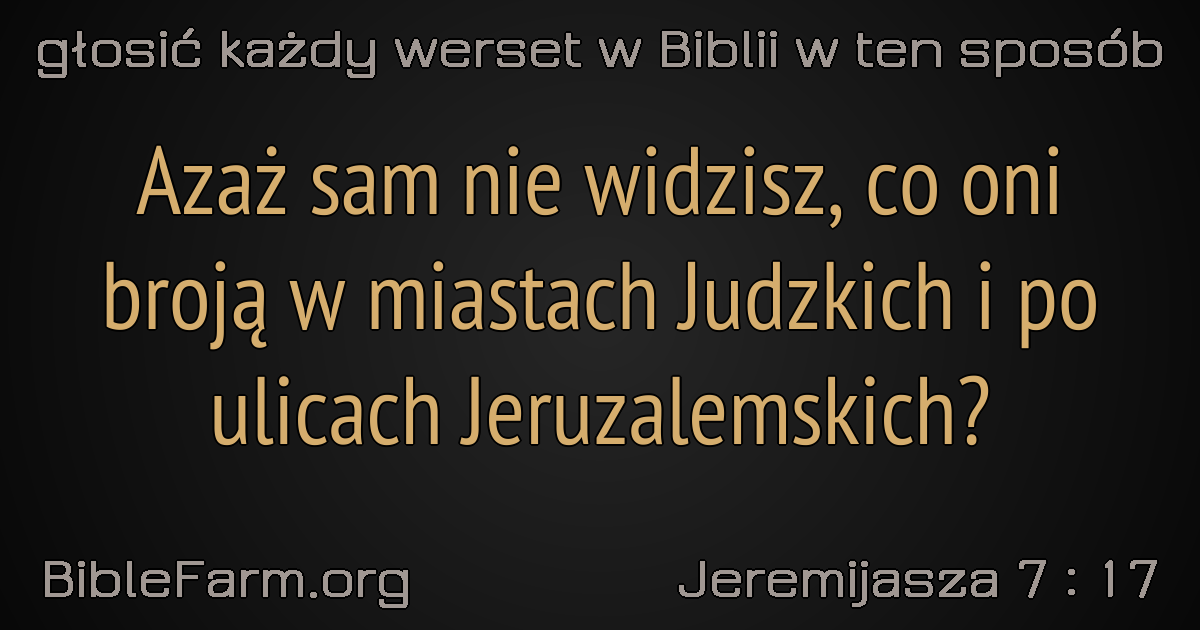 głosić każdy werset w Biblii w ten sposób
Azaż sam nie widzisz, co oni
broją w miastach Judzkich i po
ulicach Jeruzalemskich?
BibleFarm.org
Jeremijasza 7 : 17